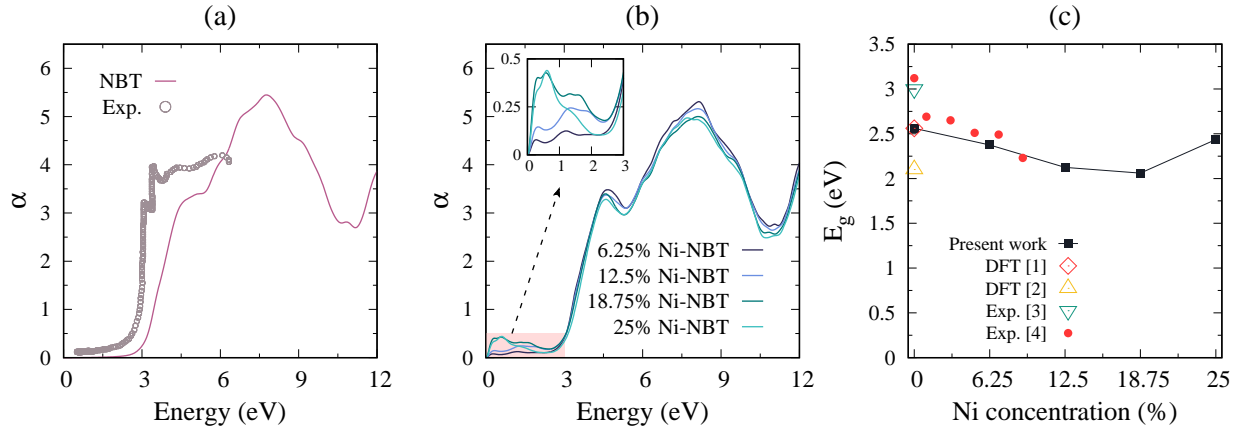 (a)
α
6
5
4
3
2
1
0
0
3
6
9
12
Energy (eV)
NBT
Exp.
(b)
α
6
5
4
3
2
1
0
0
3
6
9
12
Energy (eV)
0.5
0.25
0
0
1
2
3
6.25% Ni-NBT
12.5% Ni-NBT
18.75% Ni-NBT
25% Ni-NBT
(c)
E_g (eV)
3.5
3
2.5
2
1.5
1
0.5
0
0
6.25
12.5
18.75
25
Ni concentration (%)
Present work
DFT [1]
DFT [2]
Exp. [3]
Exp. [4]